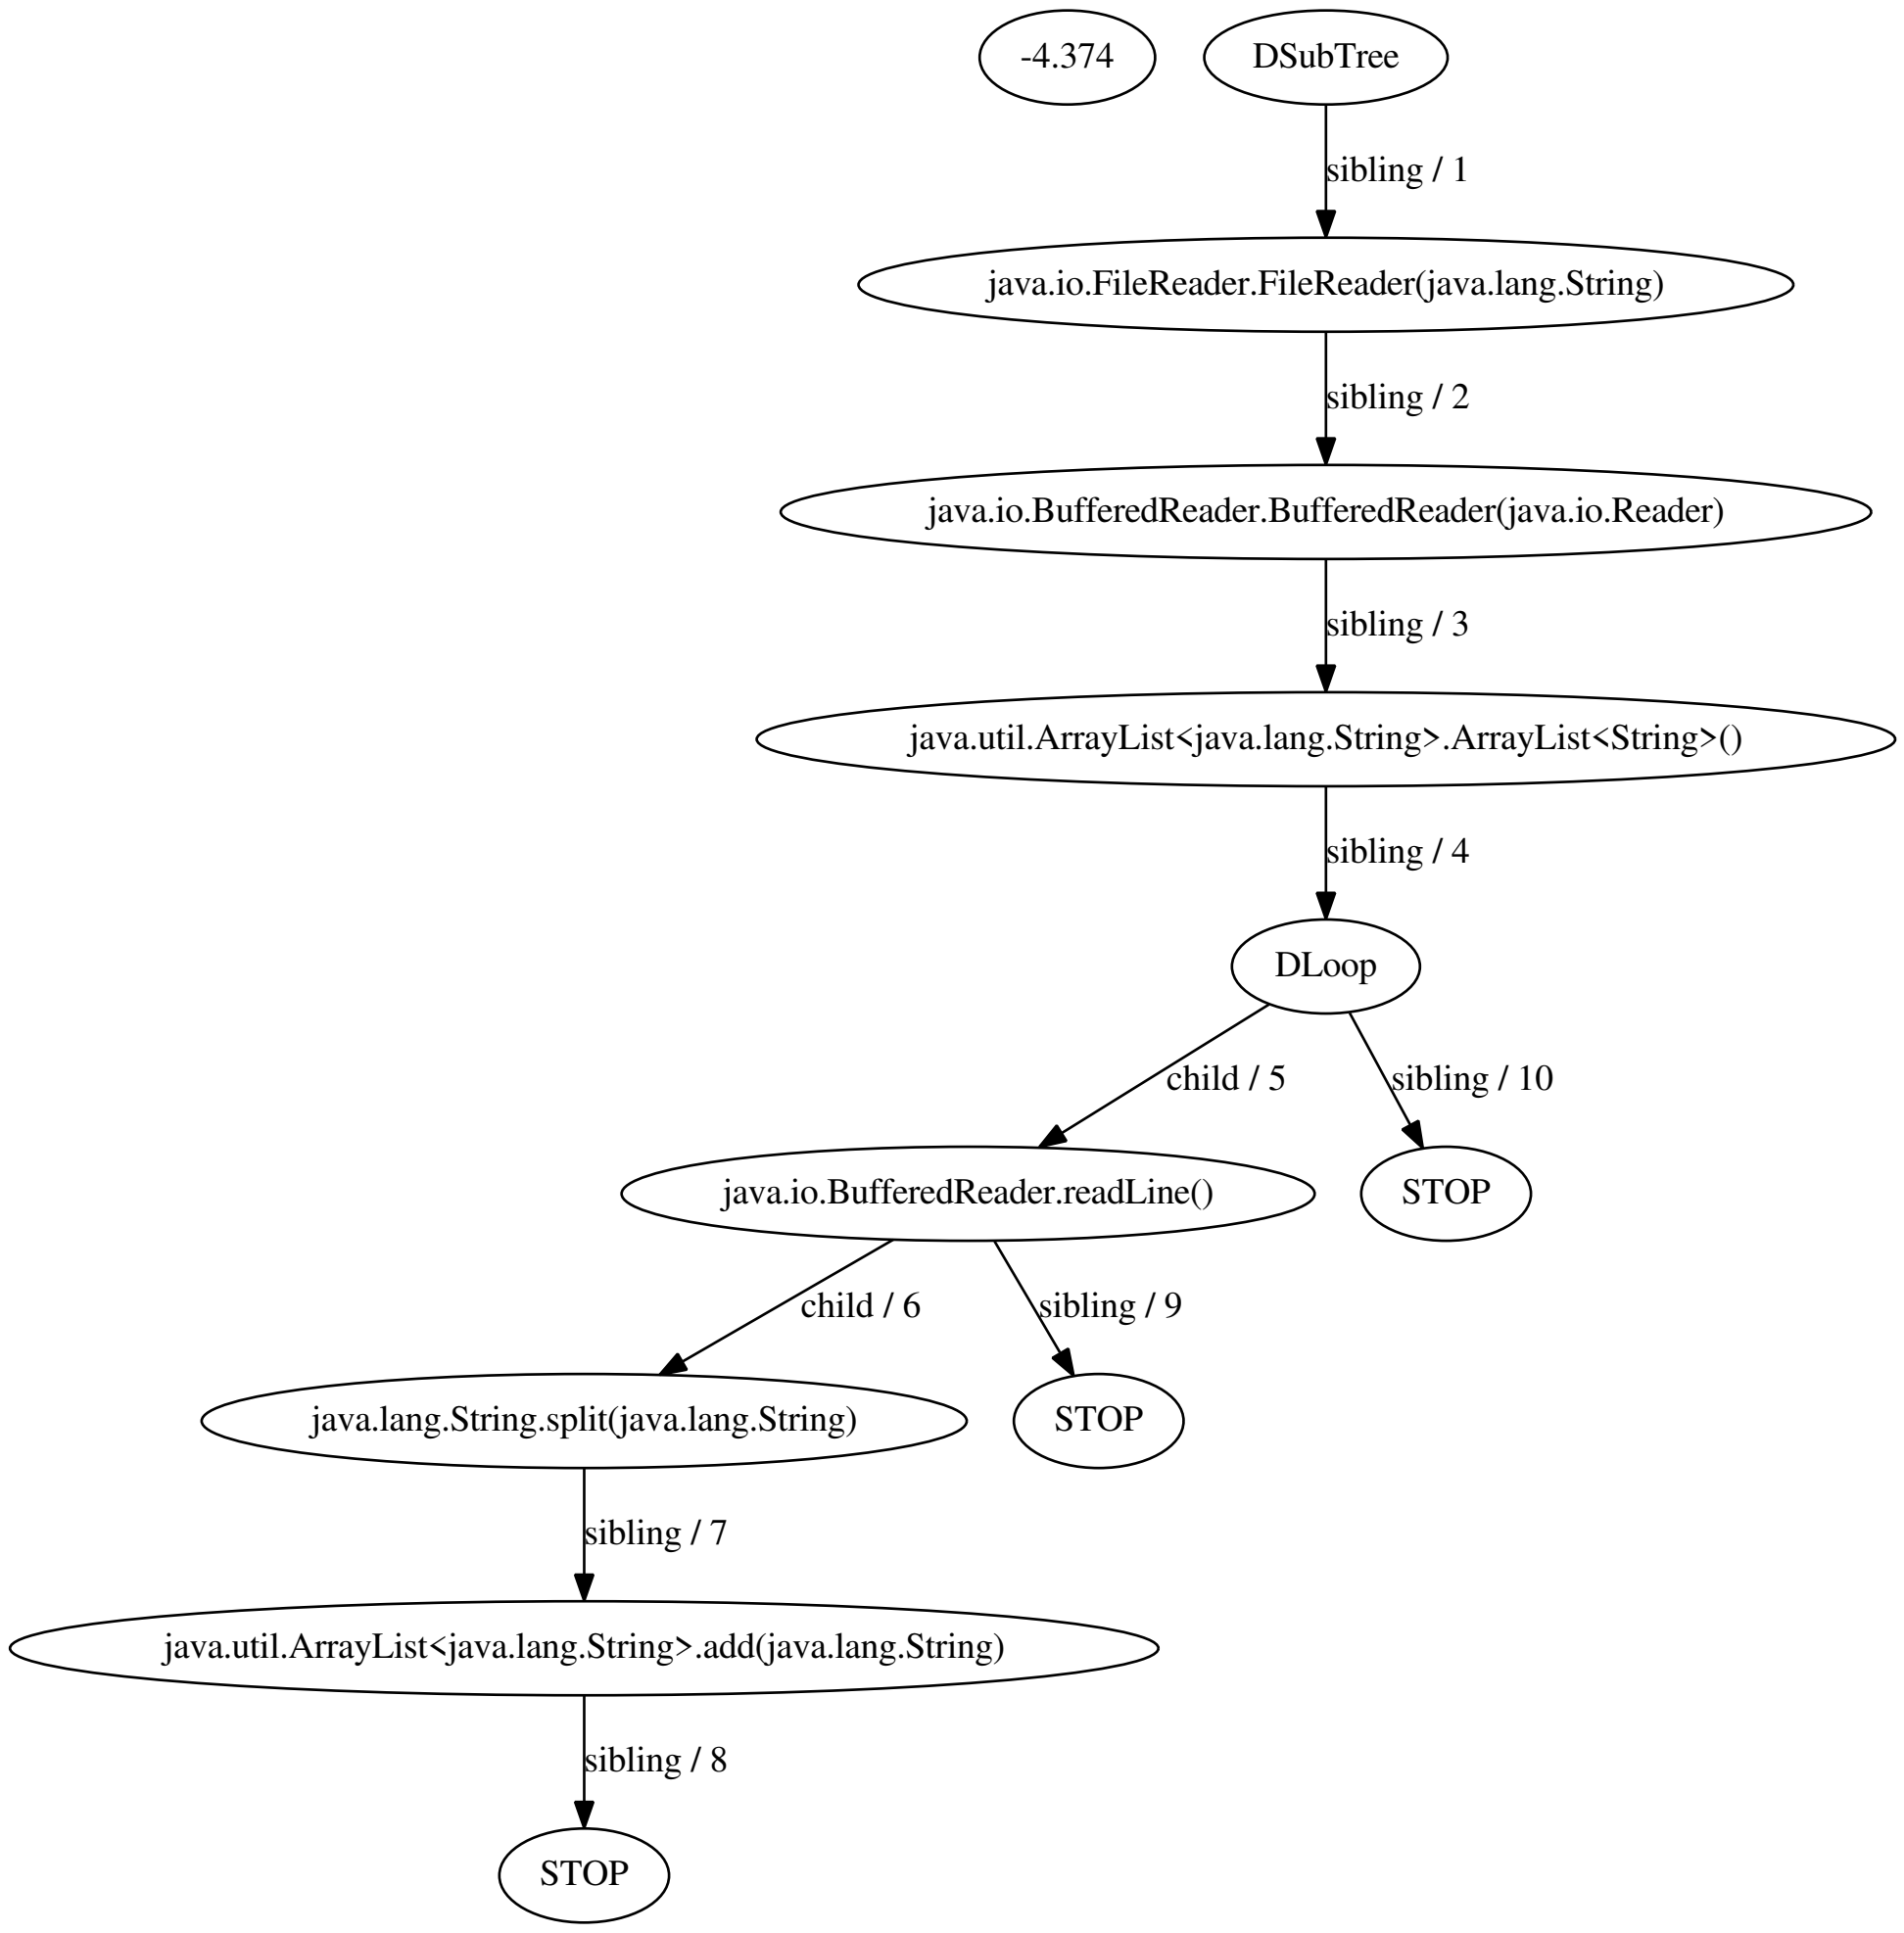 -4.374
DSubTree
sibling / 1
java.io.FileReader.FileReader(java.lang.String)
sibling / 2
java.io.BufferedReader.BufferedReader(java.io.Reader)
sibling / 3
java.util.ArrayList<java.lang.String>.ArrayList<String>()
sibling / 4
DLoop
child / 5
sibling / 10
java.io.BufferedReader.readLine()
STOP
child / 6
sibling / 9
java.lang.String.split(java.lang.String)
STOP
sibling / 7
java.util.ArrayList<java.lang.String>.add(java.lang.String)
sibling / 8
STOP